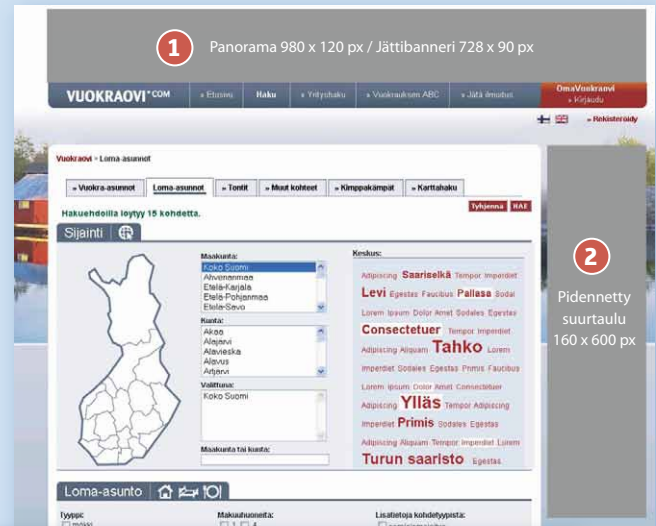 1 Panorama 980 x 120 px / Jättibanneri 728 x 90 px
VUOKRAOVI.COM » Etusivu Haku » Yrityshaku » Vuokrauksen ABC » Jätä ilmoitus OmaVuokraovi
» Kirjaudu
» Rekisteröidy
Vuokraovi » Loma-asunnot
» Vuokra-asunnot Loma-asunnot » Tontit » Muut kohteet » Kimppakämpät » Karttahaku
Hakuehdoilla löytyy 15 kohdetta.
Tyhjennä HAE
Sijainti
Maakunta:
Koko Suomi
Ahvenanmaa
Etelä-Karjala
Etelä-Pohjanmaa
Etelä-Savo
Kunta:
Akaa
Alajärvi
Alavieska
Alavus
Artjärvi
Valittuna:
Koko Suomi
Maakunta tai kunta:
Keskus:
Adipiscing Saariselkä Tempor Imperdiet
Levi Egestas Faucibus Pallasa Sodal
Lorem Ipsum Dolor Amet Sodales Egestas
Consectetuer Tempor Imperdiet
Adipiscing Aliquam Tahko Lorem
Imperdiet Sodales Egestas Primis Faucibus
Lorem Ipsum Dolor Amet Consectetuer
Adipiscing Ylläs Tempor Adipiscing
Imperdiet Primis Sodales Egestas
Adipiscing Aliquam Tempor Imperdiet Lorem
Turun saaristo Egestas
2
Pidennetty
suurtaulu
160 x 600 px
Loma-asunto
Tyyppi:
Makuuhuoneita:
Lisätietoja kohdetyypistä:
mökki
1 4